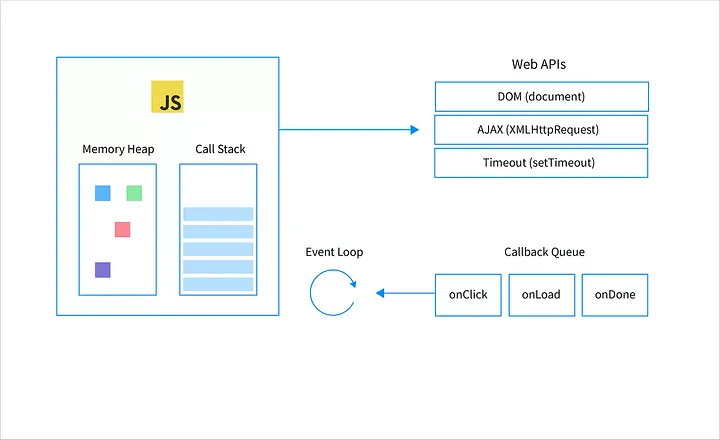 Web APIs
DOM (document)
JS
AJAX (XMLHttpRequest)
Memory Heap
Call Stack
Timeout (setTimeout)
Event Loop
Callback Queue
onClick
onLoad
onDone